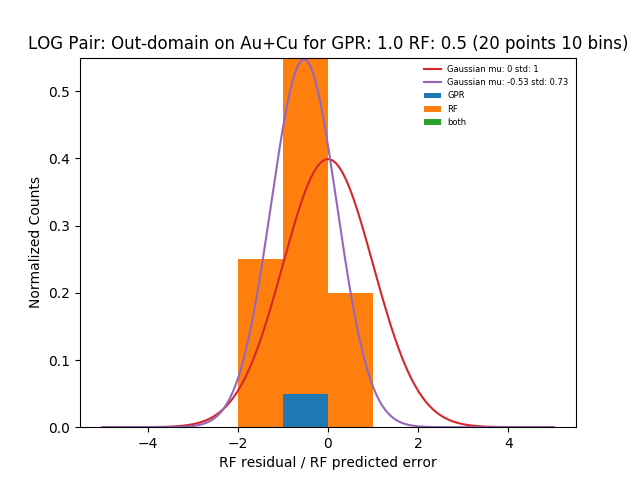 LOG Pair: Out-domain on Au+Cu for GPR: 1.0 RF: 0.5 (20 points 10 bins)
Gaussian mu: 0 std: 1
Gaussian mu: -0.53 std: 0.73
GPR
RF
both
Normalized Counts
0.5
0.4
0.3
0.2
0.1
0.0
−4 −2 0 2 4
RF residual / RF predicted error